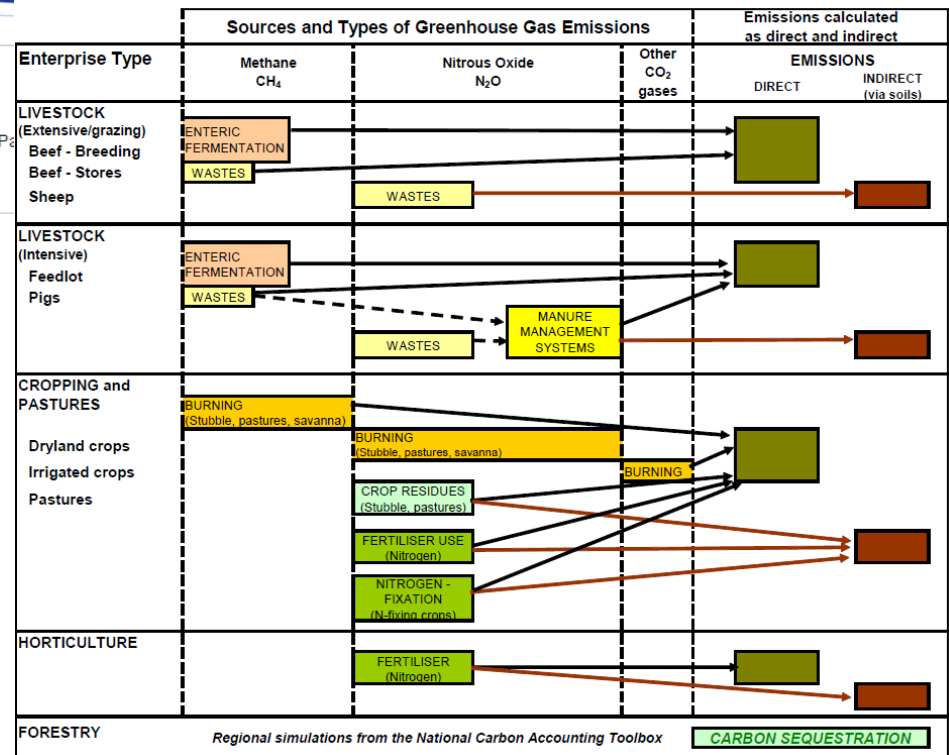 Sources and Types of Greenhouse Gas Emissions
Emissions calculated
as direct and indirect
Enterprise Type
Methane
CH₄
Nitrous Oxide
N₂O
Other
CO₂
gases
EMISSIONS
DIRECT
INDIRECT
(via soils)
LIVESTOCK
(Extensive/grazing)
Beef - Breeding
Beef - Stores
Sheep
ENTERIC
FERMENTATION
WASTES
WASTES
LIVESTOCK
(Intensive)
Feedlot
Pigs
ENTERIC
FERMENTATION
WASTES
WASTES
MANURE
MANAGEMENT
SYSTEMS
CROPPING and
PASTURES
Dryland crops
Irrigated crops
Pastures
BURNING
(Stubble, pastures, savanna)
BURNING
(Stubble, pastures, savanna)
BURNING
CROP RESIDUES
(Stubble, pastures)
FERTILISER USE
(Nitrogen)
NITROGEN -
FIXATION
(N-fixing crops)
HORTICULTURE
FERTILISER
(Nitrogen)
FORESTRY
Regional simulations from the National Carbon Accounting Toolbox
CARBON SEQUESTRATION